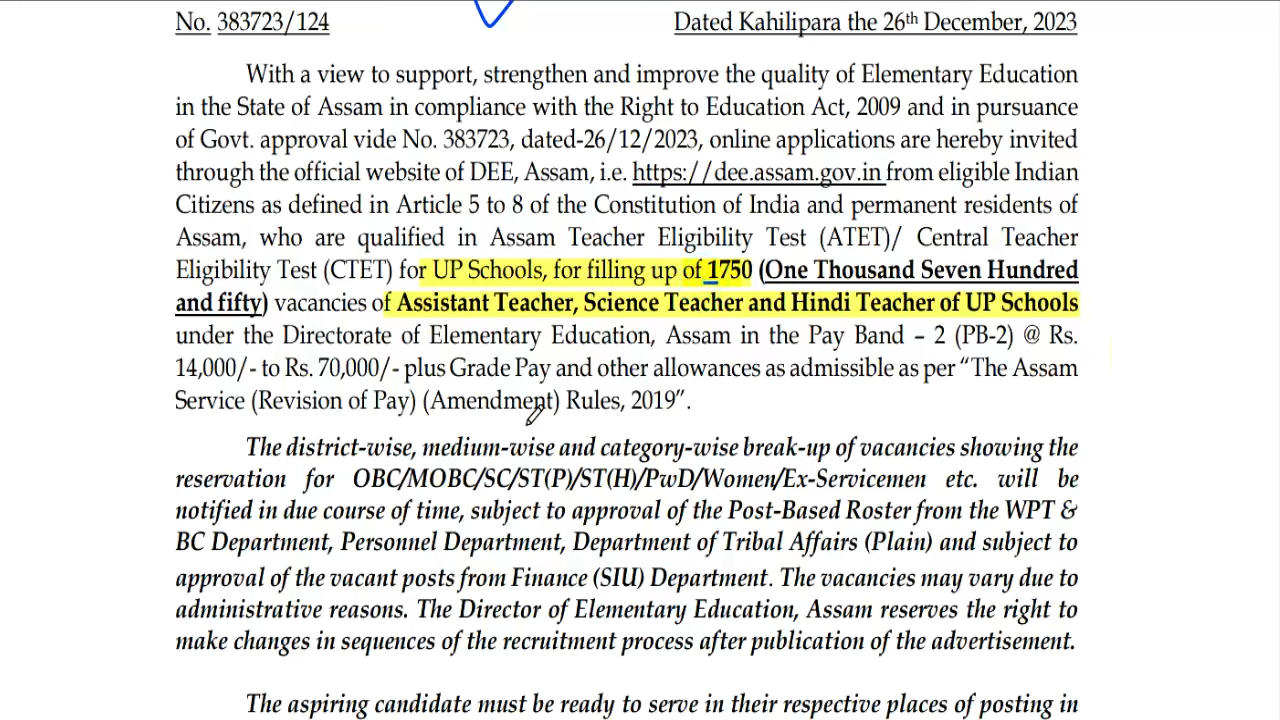 No. 383723/124 Dated Kahilipara the 26th December, 2023
With a view to support, strengthen and improve the quality of Elementary Education
in the State of Assam in compliance with the Right to Education Act, 2009 and in pursuance
of Govt. approval vide No. 383723, dated-26/12/2023, online applications are hereby invited
through the official website of DEE, Assam, i.e. https://dee.assam.gov.in from eligible Indian
Citizens as defined in Article 5 to 8 of the Constitution of India and permanent residents of
Assam, who are qualified in Assam Teacher Eligibility Test (ATET)/ Central Teacher
Eligibility Test (CTET) for UP Schools, for filling up of 1750 (One Thousand Seven Hundred
and fifty) vacancies of Assistant Teacher, Science Teacher and Hindi Teacher of UP Schools
under the Directorate of Elementary Education, Assam in the Pay Band – 2 (PB-2) @ Rs.
14,000/- to Rs. 70,000/- plus Grade Pay and other allowances as admissible as per “The Assam
Service (Revision of Pay) (Amendment) Rules, 2019”.
The district-wise, medium-wise and category-wise break-up of vacancies showing the
reservation for OBC/MOBC/SC/ST(P)/ST(H)/PwD/Women/Ex-Servicemen etc. will be
notified in due course of time, subject to approval of the Post-Based Roster from the WPT &
BC Department, Personnel Department, Department of Tribal Affairs (Plain) and subject to
approval of the vacant posts from Finance (SIU) Department. The vacancies may vary due to
administrative reasons. The Director of Elementary Education, Assam reserves the right to
make changes in sequences of the recruitment process after publication of the advertisement.
The aspiring candidate must be ready to serve in their respective places of posting in